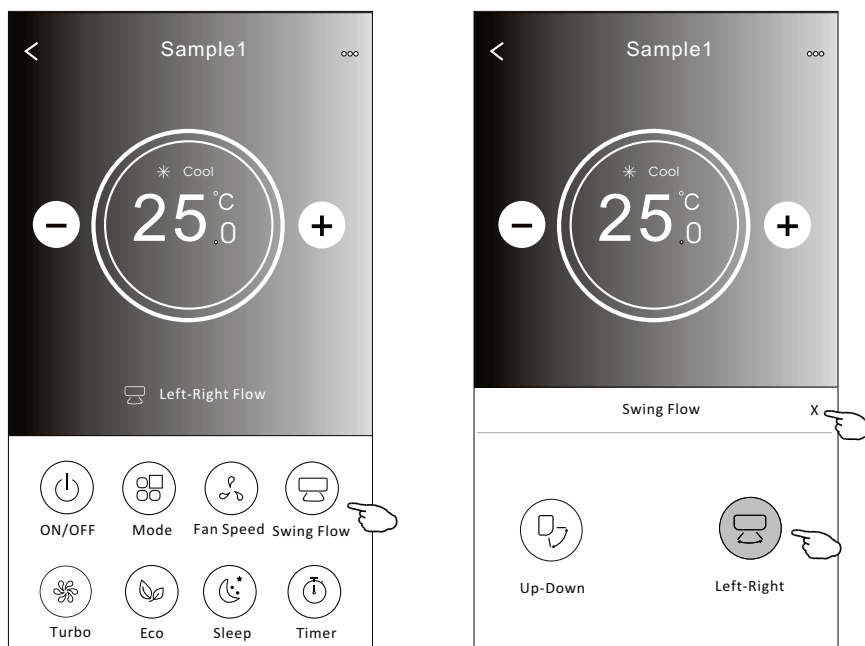 Sample1
Cool
25.0 °C
Left-Right Flow
ON/OFF Mode Fan Speed Swing Flow
Turbo Eco Sleep Timer
Sample1
Cool
25.0 °C
Swing Flow X
Up-Down Left-Right